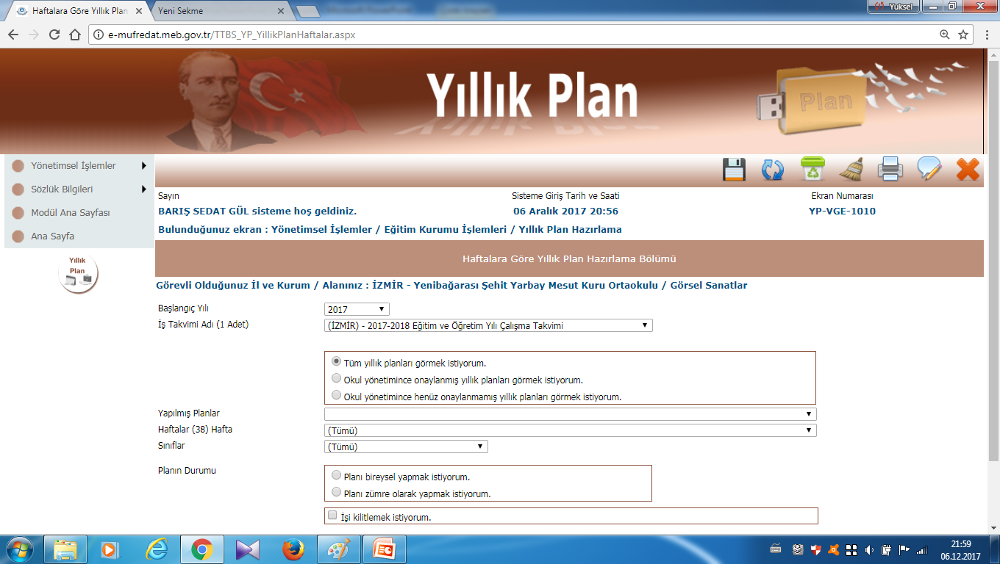 Haftalara Göre Yıllık Plan
Yeni Sekme
Yüksel
e-mufredat.meb.gov.tr/TTBS_YP_YillikPlanHaftalar.aspx
Yıllık Plan
Plan
Yönetimsel İşlemler
Sözlük Bilgileri
Modül Ana Sayfası
Ana Sayfa
Yıllık
Plan
Sayın
Sisteme Giriş Tarih ve Saati
Ekran Numarası
BARIŞ SEDAT GÜL sisteme hoş geldiniz.
06 Aralık 2017 20:56
YP-VGE-1010
Bulunduğunuz ekran : Yönetimsel İşlemler / Eğitim Kurumu İşlemleri / Yıllık Plan Hazırlama
Haftalara Göre Yıllık Plan Hazırlama Bölümü
Görevli Olduğunuz İl ve Kurum / Alanınız : İZMİR - Yenibağarası Şehit Yarbay Mesut Kuru Ortaokulu / Görsel Sanatlar
Başlangıç Yılı
2017
İş Takvimi Adı (1 Adet)
(İZMİR) - 2017-2018 Eğitim ve Öğretim Yılı Çalışma Takvimi
Tüm yıllık planları görmek istiyorum.
Okul yönetimince onaylanmış yıllık planları görmek istiyorum.
Okul yönetimince henüz onaylanmamış yıllık planları görmek istiyorum.
Yapılmış Planlar
Haftalar (38) Hafta
(Tümü)
Sınıflar
(Tümü)
Planın Durumu
Planı bireysel yapmak istiyorum.
Planı zümre olarak yapmak istiyorum.
İşi kilitlemek istiyorum.
21:59
06.12.2017